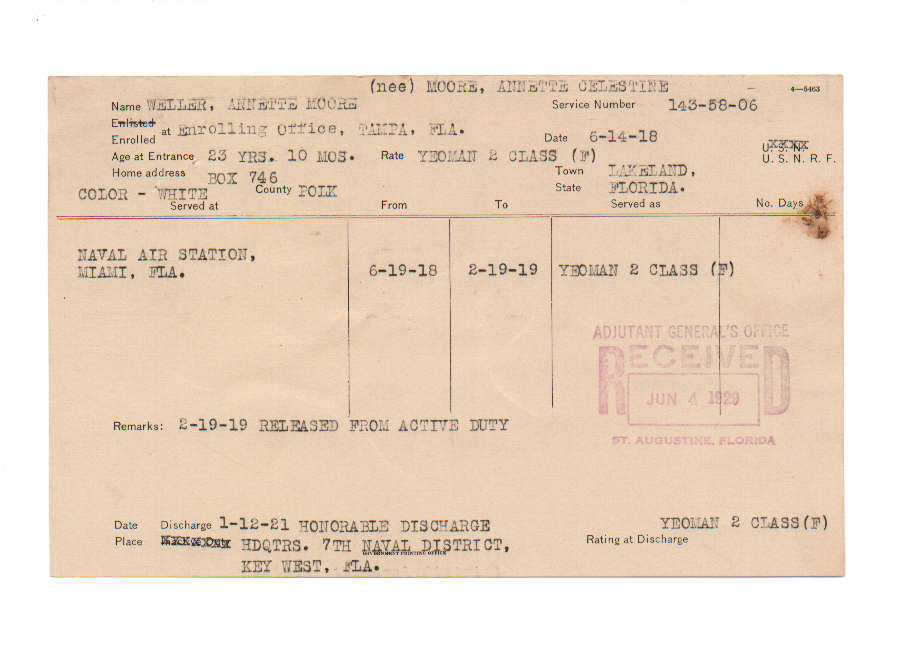 (nee) MOORE, ANNETTE CELESTINE
4—5463
Name WELLER, ANNETTE MOORE Service Number 143-58-06
Enlisted
Enrolled at Enrolling Office, TAMPA, FLA. Date 6-14-18
U. S. N.
U. S. N. R. F.
Age at Entrance 23 YRS. 10 MOS. Rate YEOMAN 2 CLASS (F)
Home address BOX 746 Town LAKELAND,
COLOR - WHITE County POLK State FLORIDA.
Served at From To Served as No. Days
NAVAL AIR STATION,
MIAMI, FLA. 6-19-18 2-19-19 YEOMAN 2 CLASS (F)
ADJUTANT GENERAL'S OFFICE
RECEIVED
JUN 4 1929
ST. AUGUSTINE, FLORIDA
Remarks: 2-19-19 RELEASED FROM ACTIVE DUTY
Date Discharge 1-12-21 HONORABLE DISCHARGE YEOMAN 2 CLASS(F)
Place HDQTRS. 7TH NAVAL DISTRICT, Rating at Discharge
GOVERNMENT PRINTING OFFICE
KEY WEST, FLA.